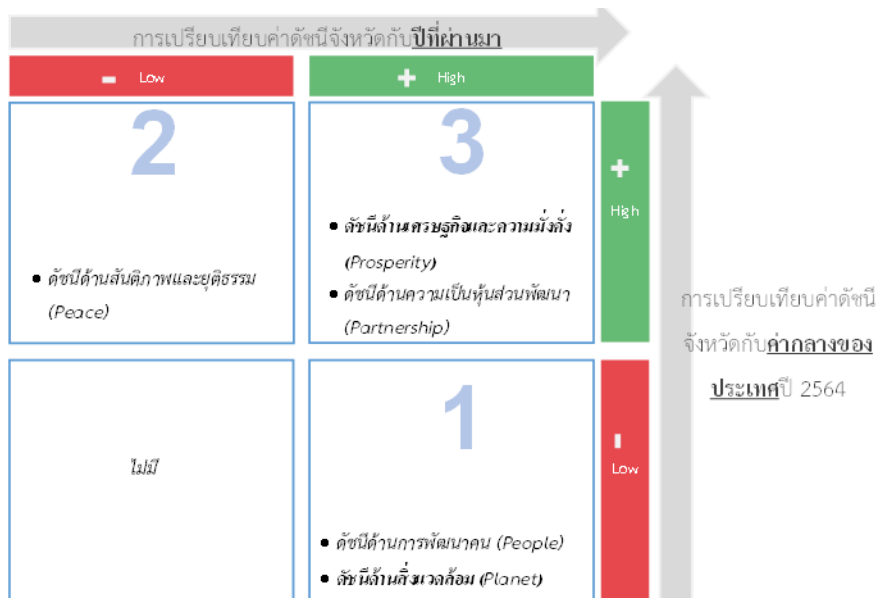 การเปรียบเทียบค่าดัชนีจังหวัดกับปีที่ผ่านมา
- Low
+ High
2
3
+
High
• ดัชนีด้านสันติภาพและยุติธรรม
(Peace)
• ดัชนีด้านเศรษฐกิจและความมั่งคั่ง
(Prosperity)
• ดัชนีด้านความเป็นหุ้นส่วนพัฒนา
(Partnership)
การเปรียบเทียบค่าดัชนี
จังหวัดกับค่ากลางของ
ประเทศปี 2564
ไม่มี
1
-
Low
• ดัชนีด้านการพัฒนาคน (People)
• ดัชนีด้านสิ่งแวดล้อม (Planet)